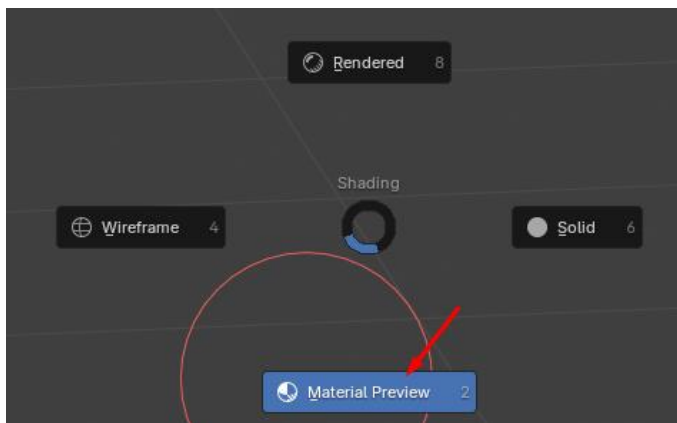 Rendered 8
Shading
Wireframe 4
Solid 6
Material Preview 2